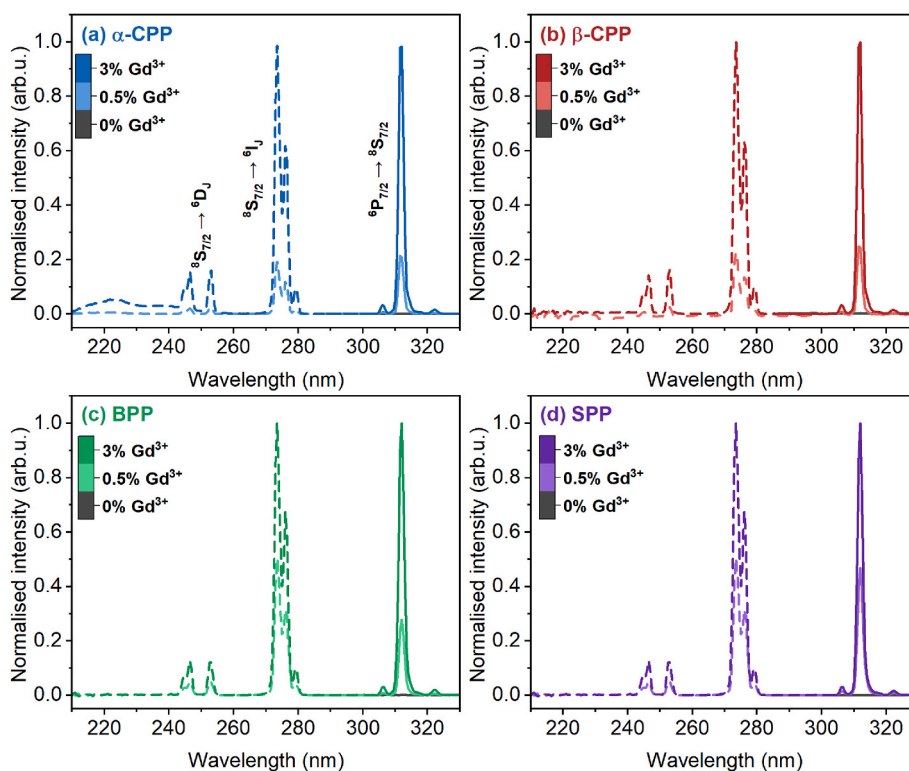 (a) α-CPP
3% Gd³⁺
0.5% Gd³⁺
0% Gd³⁺
⁸S₇/₂ → ⁶D_J
⁸S₇/₂ → ⁶I_J
⁶P₇/₂ → ⁸S₇/₂
Normalised intensity (arb.u.)
1.0
0.8
0.6
0.4
0.2
0.0
220 240 260 280 300 320
Wavelength (nm)
(b) β-CPP
3% Gd³⁺
0.5% Gd³⁺
0% Gd³⁺
Normalised intensity (arb.u.)
1.0
0.8
0.6
0.4
0.2
0.0
220 240 260 280 300 320
Wavelength (nm)
(c) BPP
3% Gd³⁺
0.5% Gd³⁺
0% Gd³⁺
Normalised intensity (arb.u.)
1.0
0.8
0.6
0.4
0.2
0.0
220 240 260 280 300 320
Wavelength (nm)
(d) SPP
3% Gd³⁺
0.5% Gd³⁺
0% Gd³⁺
Normalised intensity (arb.u.)
1.0
0.8
0.6
0.4
0.2
0.0
220 240 260 280 300 320
Wavelength (nm)